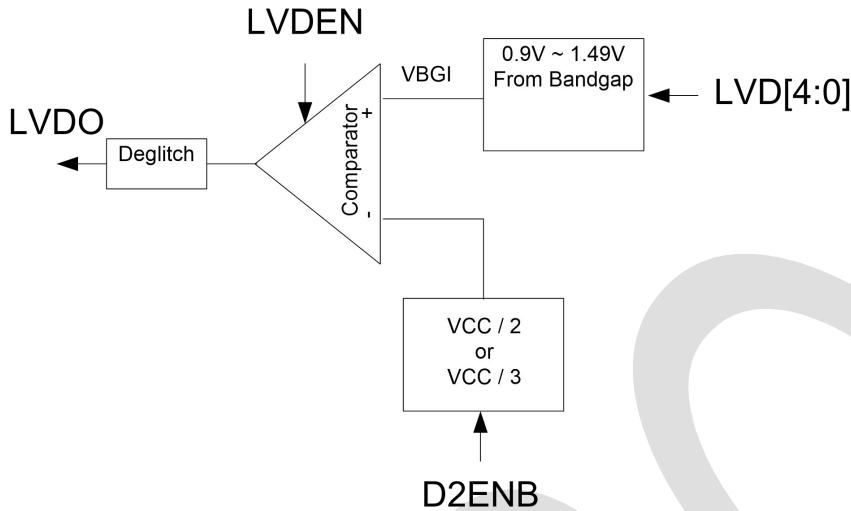 LVDEN
0.9V ~ 1.49V
From Bandgap
VBGI
LVD[4:0]
LVDO
Deglitch
Comparator
+
-
VCC / 2
or
VCC / 3
D2ENB